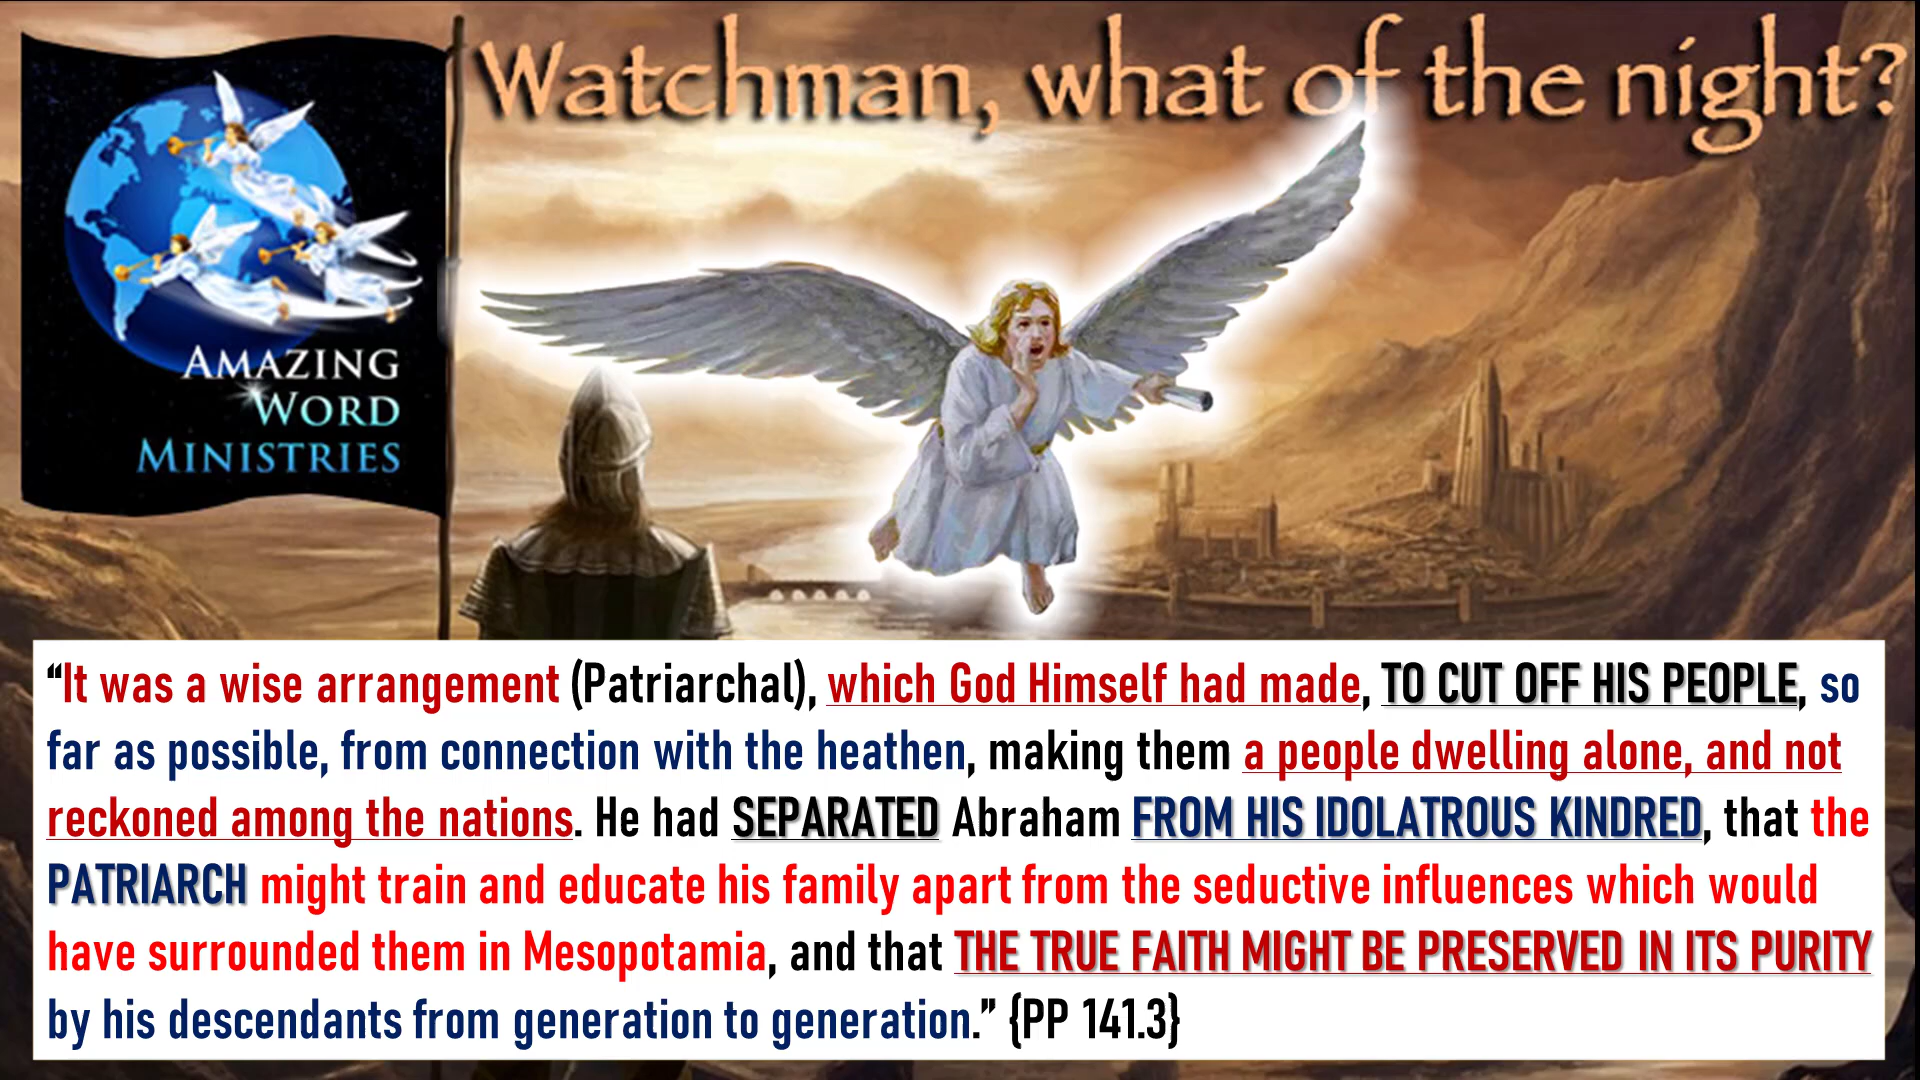 Watchman, what of the night?
AMAZING
WORD
MINISTRIES
“It was a wise arrangement (Patriarchal), which God Himself had made, TO CUT OFF HIS PEOPLE, so
far as possible, from connection with the heathen, making them a people dwelling alone, and not
reckoned among the nations. He had SEPARATED Abraham FROM HIS IDOLATROUS KINDRED, that the
PATRIARCH might train and educate his family apart from the seductive influences which would
have surrounded them in Mesopotamia, and that THE TRUE FAITH MIGHT BE PRESERVED IN ITS PURITY
by his descendants from generation to generation.” {PP 141.3}